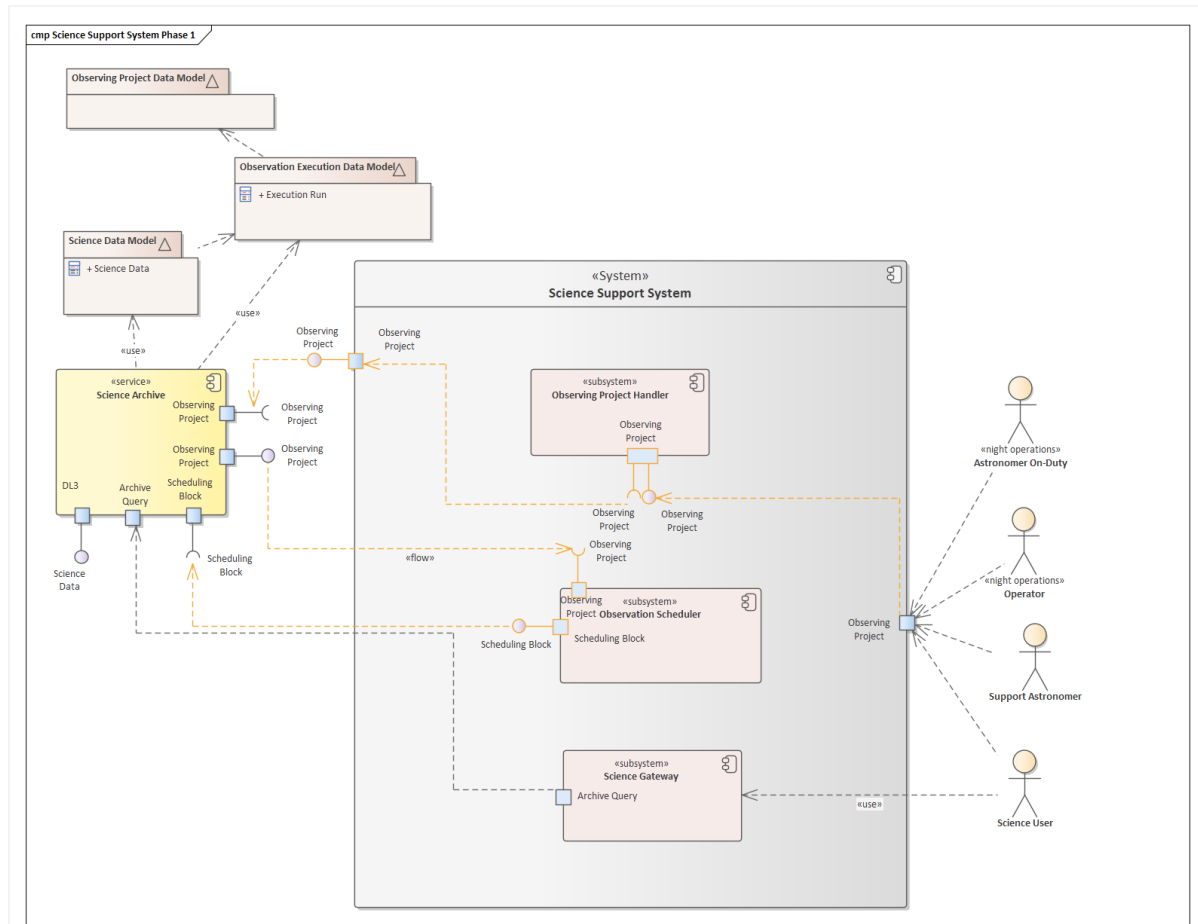 cmp Science Support System Phase 1
Observing Project Data Model
Observation Execution Data Model
+ Execution Run
Science Data Model
+ Science Data
«use»
«use»
«System»
Science Support System
Observing
Project
Observing
Project
«service»
Science Archive
Observing
Project
Observing
Project
Observing
Project
Observing
Project
DL3
Archive
Query
Scheduling
Block
Science
Data
Scheduling
Block
«subsystem»
Observing Project Handler
Observing
Project
Observing
Project
Observing
Project
«flow»
Observing
Project
Observing
Project
«subsystem»
Observation Scheduler
Scheduling Block
Scheduling Block
«subsystem»
Science Gateway
Archive Query
Observing
Project
«night operations»
Astronomer On-Duty
«night operations»
Operator
Support Astronomer
«use»
Science User